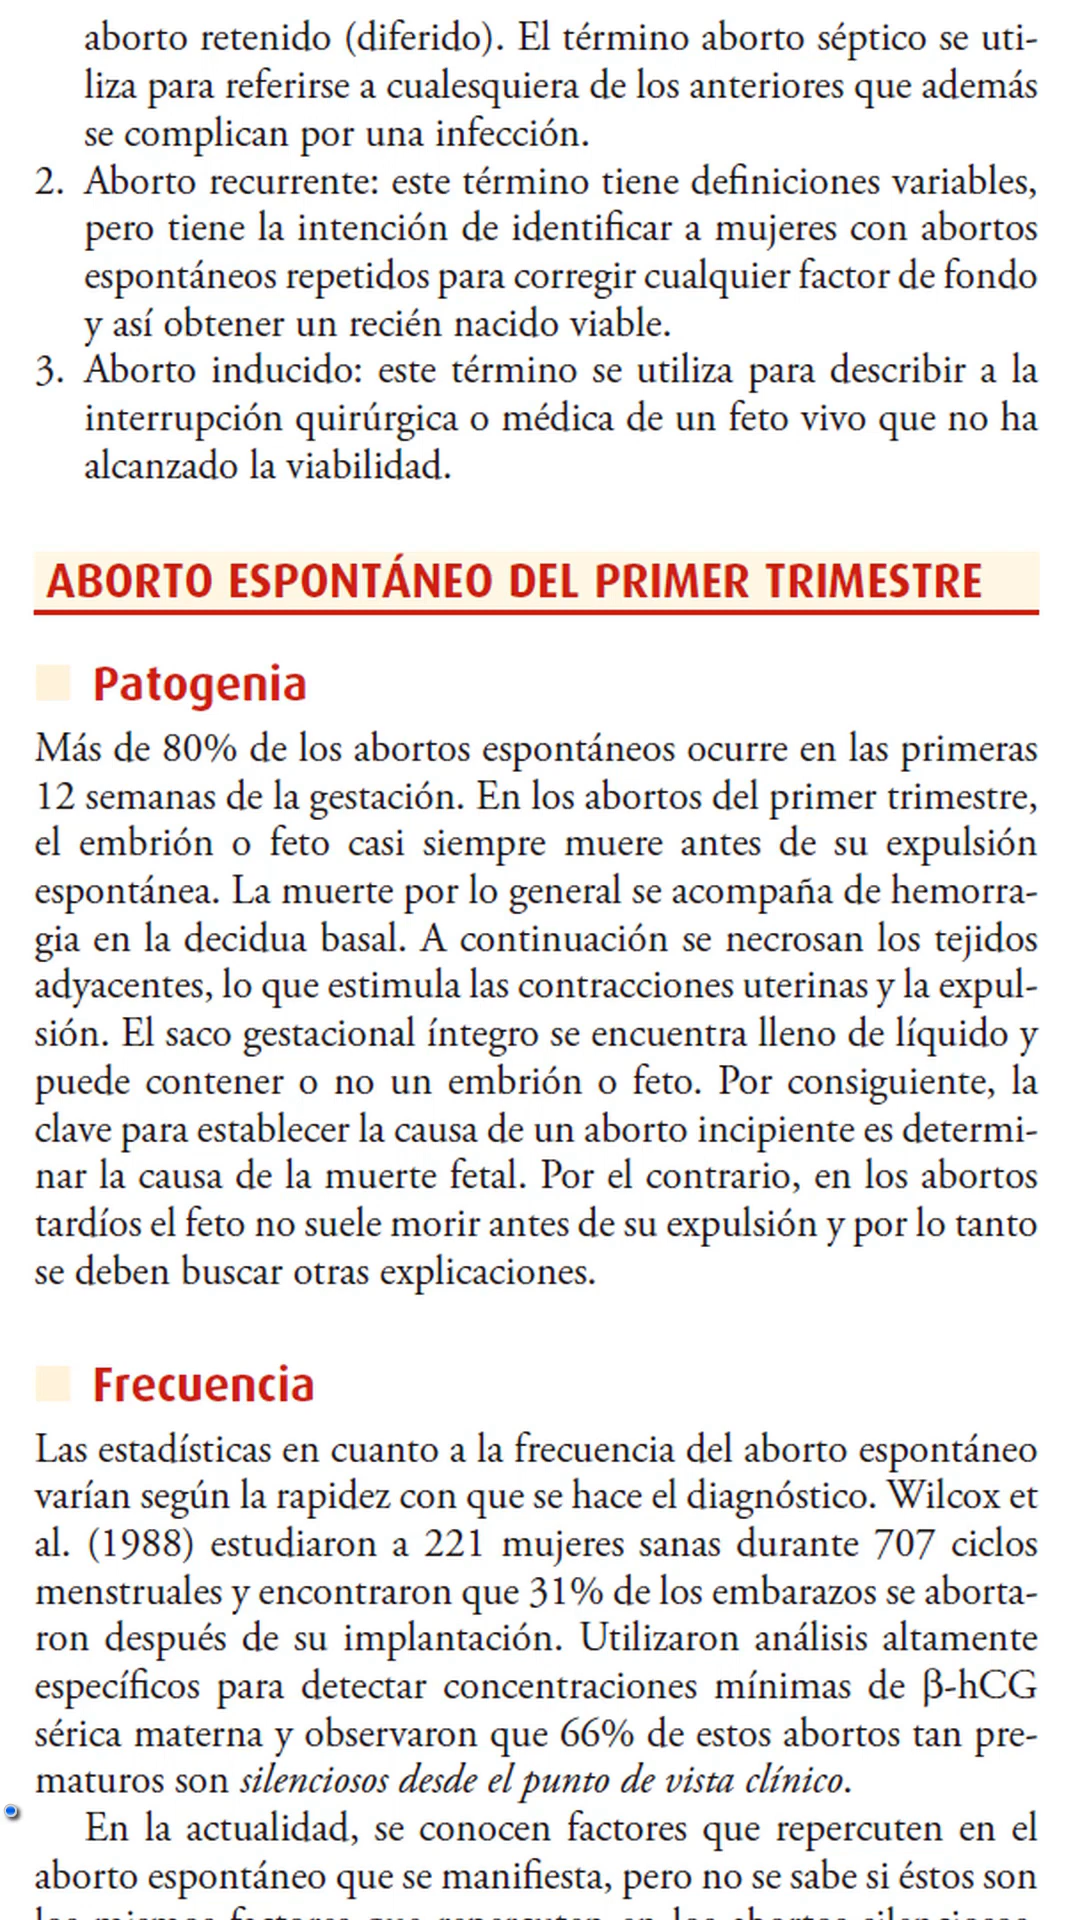 aborto retenido (diferido). El término aborto séptico se uti-
liza para referirse a cualesquiera de los anteriores que además
se complican por una infección.
2. Aborto recurrente: este término tiene definiciones variables,
pero tiene la intención de identificar a mujeres con abortos
espontáneos repetidos para corregir cualquier factor de fondo
y así obtener un recién nacido viable.
3. Aborto inducido: este término se utiliza para describir a la
interrupción quirúrgica o médica de un feto vivo que no ha
alcanzado la viabilidad.
ABORTO ESPONTÁNEO DEL PRIMER TRIMESTRE
Patogenia
Más de 80% de los abortos espontáneos ocurre en las primeras
12 semanas de la gestación. En los abortos del primer trimestre,
el embrión o feto casi siempre muere antes de su expulsión
espontánea. La muerte por lo general se acompaña de hemorra-
gia en la decidua basal. A continuación se necrosan los tejidos
adyacentes, lo que estimula las contracciones uterinas y la expul-
sión. El saco gestacional íntegro se encuentra lleno de líquido y
puede contener o no un embrión o feto. Por consiguiente, la
clave para establecer la causa de un aborto incipiente es determi-
nar la causa de la muerte fetal. Por el contrario, en los abortos
tardíos el feto no suele morir antes de su expulsión y por lo tanto
se deben buscar otras explicaciones.
Frecuencia
Las estadísticas en cuanto a la frecuencia del aborto espontáneo
varían según la rapidez con que se hace el diagnóstico. Wilcox et
al. (1988) estudiaron a 221 mujeres sanas durante 707 ciclos
menstruales y encontraron que 31% de los embarazos se aborta-
ron después de su implantación. Utilizaron análisis altamente
específicos para detectar concentraciones mínimas de β-hCG
sérica materna y observaron que 66% de estos abortos tan pre-
maturos son silenciosos desde el punto de vista clínico.
En la actualidad, se conocen factores que repercuten en el
aborto espontáneo que se manifiesta, pero no se sabe si éstos son
los mismos factores que repercuten en los abortos silenciosos.